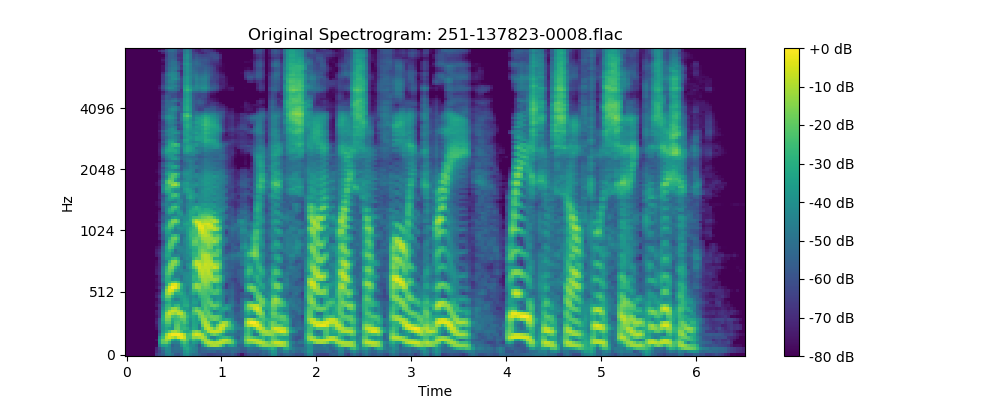 Original Spectrogram: 251-137823-0008.flac
Hz
4096
2048
1024
512
0
0 1 2 3 4 5 6
Time
+0 dB
-10 dB
-20 dB
-30 dB
-40 dB
-50 dB
-60 dB
-70 dB
-80 dB